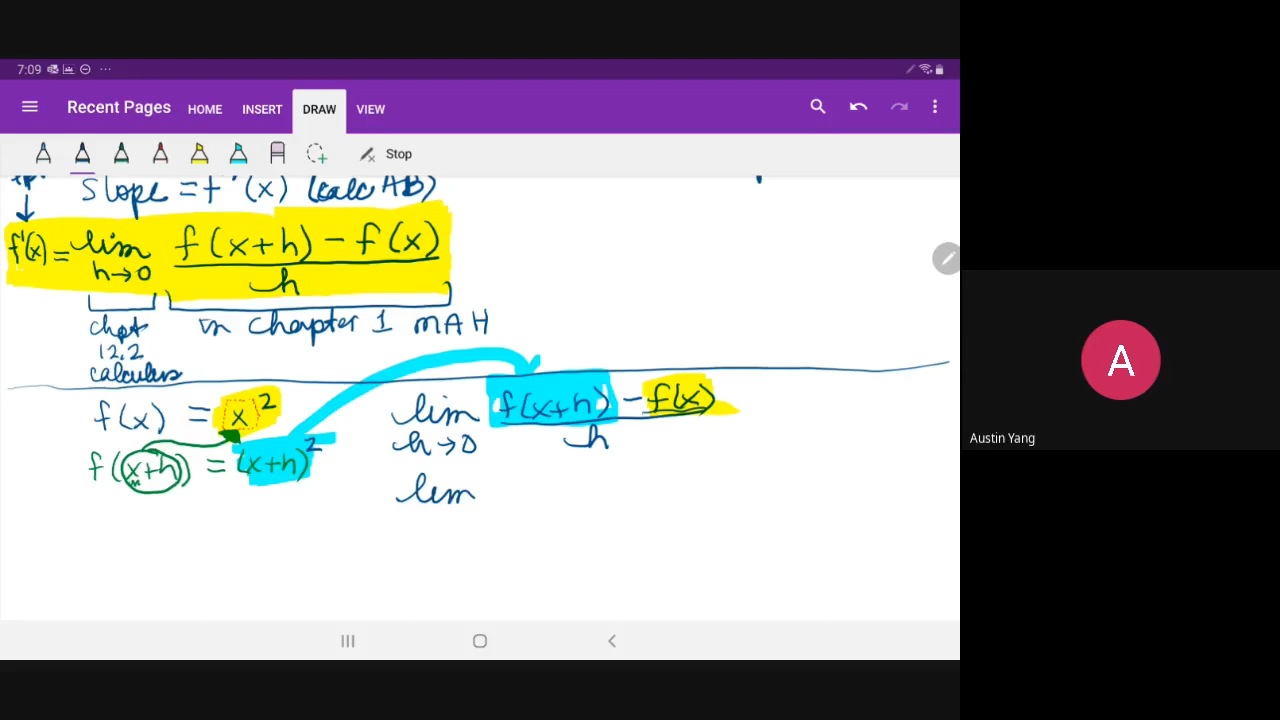 7:09
Recent Pages HOME INSERT DRAW VIEW
Stop
Slope = f'(x) (calc AB)
f'(x) = lim h→0 f(x+h) − f(x) / h
chpt 12.2 calculus
in Chapter 1 MAH
f(x) = x²
f(x+h) = (x+h)²
lim h→0 f(x+h) − f(x) / h
lim
A
Austin Yang